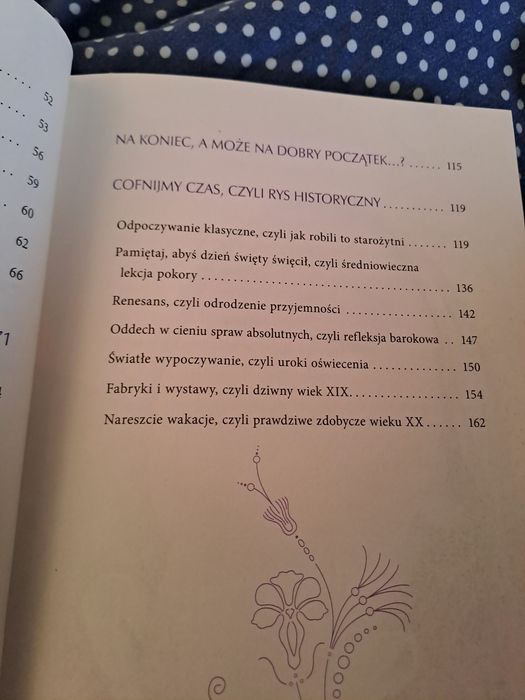 52
53
56
59
60
62
66
71
NA KONIEC, A MOŻE NA DOBRY POCZĄTEK...? ...... 115
COFNIJMY CZAS, CZYLI RYS HISTORYCZNY ........... 119
Odpoczywanie klasyczne, czyli jak robili to starożytni ....... 119
Pamiętaj, abyś dzień święty święcił, czyli średniowieczna
lekcja pokory ............................................. 136
Renesans, czyli odrodzenie przyjemności ................... 142
Oddech w cieniu spraw absolutnych, czyli refleksja barokowa .. 147
Światłe wypoczywanie, czyli uroki oświecenia .............. 150
Fabryki i wystawy, czyli dziwny wiek XIX.................. 154
Nareszcie wakacje, czyli prawdziwe zdobycze wieku XX ...... 162